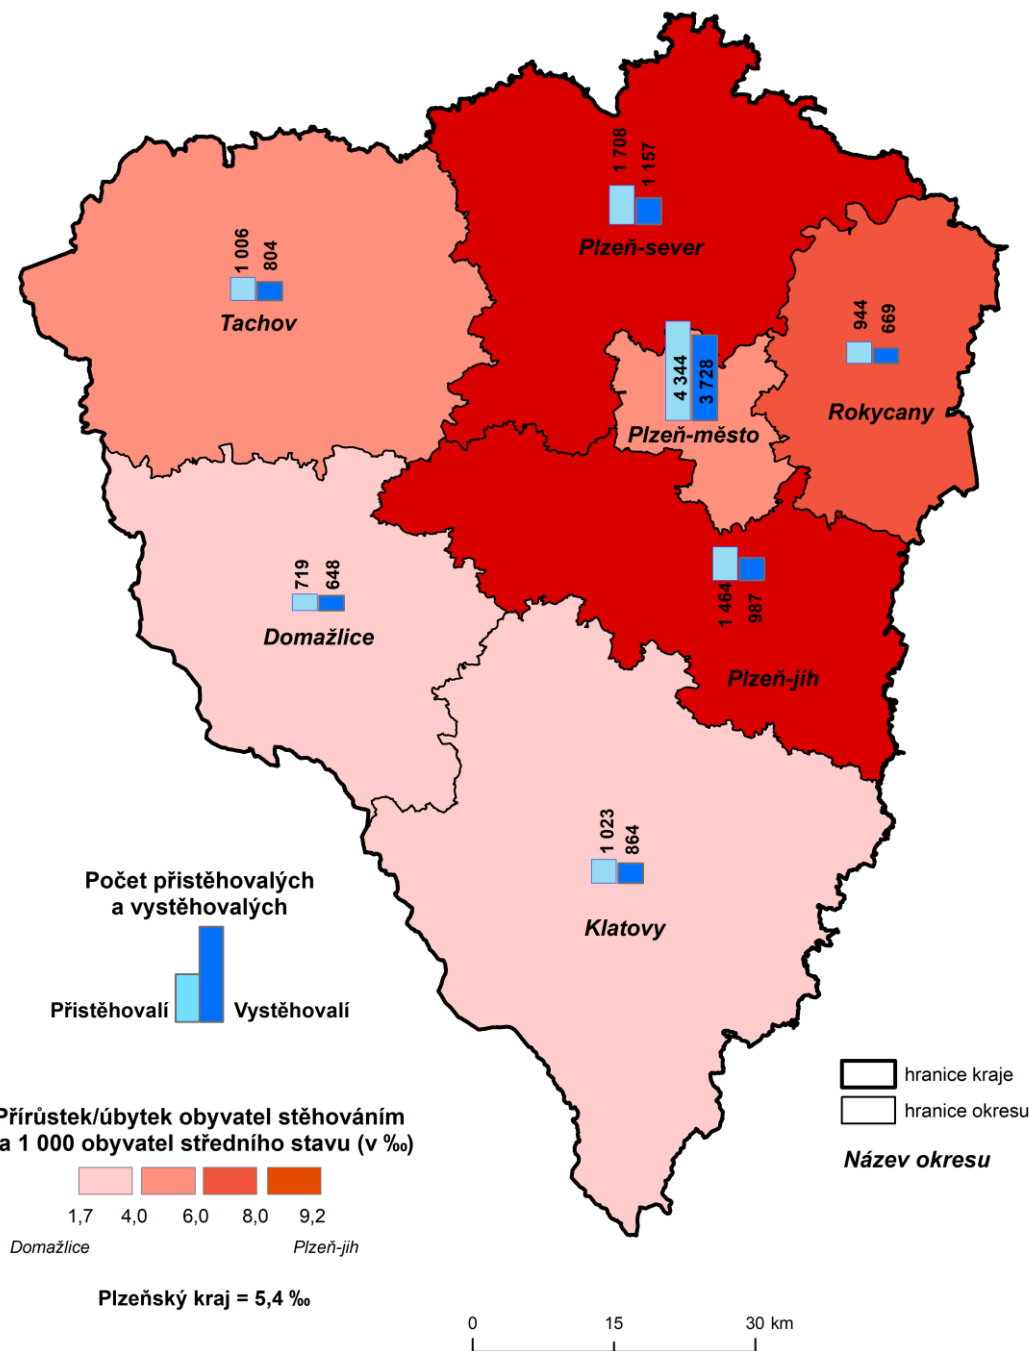 1 708
1 157
Plzeň-sever
1 006
804
Tachov
944
669
Rokycany
4 344
3 728
Plzeň-město
719
648
Domažlice
1 464
987
Plzeň-jih
1 023
864
Klatovy
Počet přistěhovalých
a vystěhovalých
Přistěhovalí
Vystěhovalí
Přírůstek/úbytek obyvatel stěhováním
a 1 000 obyvatel středního stavu (v ‰)
1,7 4,0 6,0 8,0 9,2
Domažlice Plzeň-jih
Plzeňský kraj = 5,4 ‰
hranice kraje
hranice okresu
Název okresu
0 15 30 km